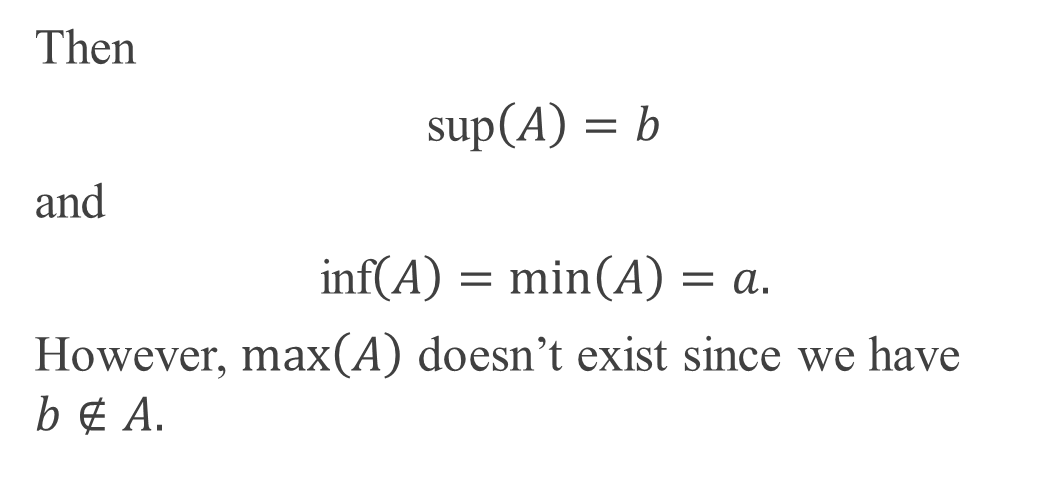 Then
sup(A) = b
and
inf(A) = min(A) = a.
However, max(A) doesn’t exist since we have
b ∉ A.